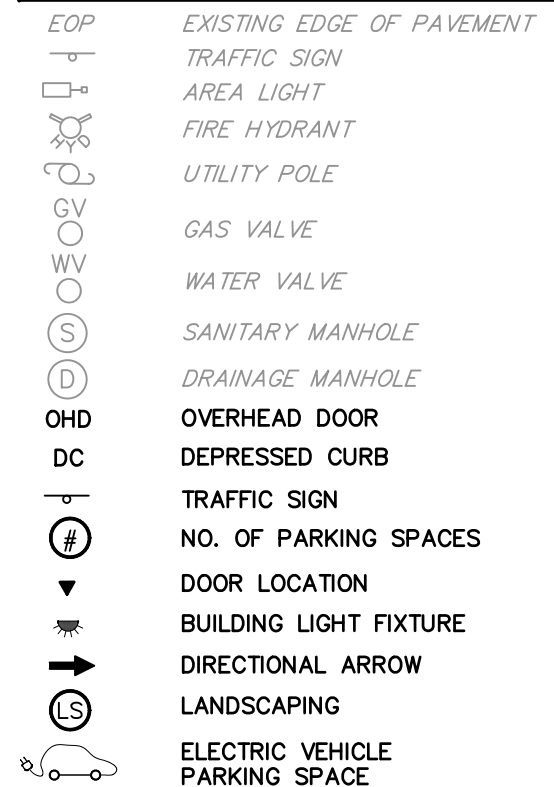 EOP EXISTING EDGE OF PAVEMENT
TRAFFIC SIGN
AREA LIGHT
HYD FIRE HYDRANT
UTILITY POLE
GV
GAS VALVE
WV
WATER VALVE
S SANITARY MANHOLE
D DRAINAGE MANHOLE
OHD OVERHEAD DOOR
DC DEPRESSED CURB
TRAFFIC SIGN
# NO. OF PARKING SPACES
DOOR LOCATION
BUILDING LIGHT FIXTURE
DIRECTIONAL ARROW
LS LANDSCAPING
ELECTRIC VEHICLE
PARKING SPACE